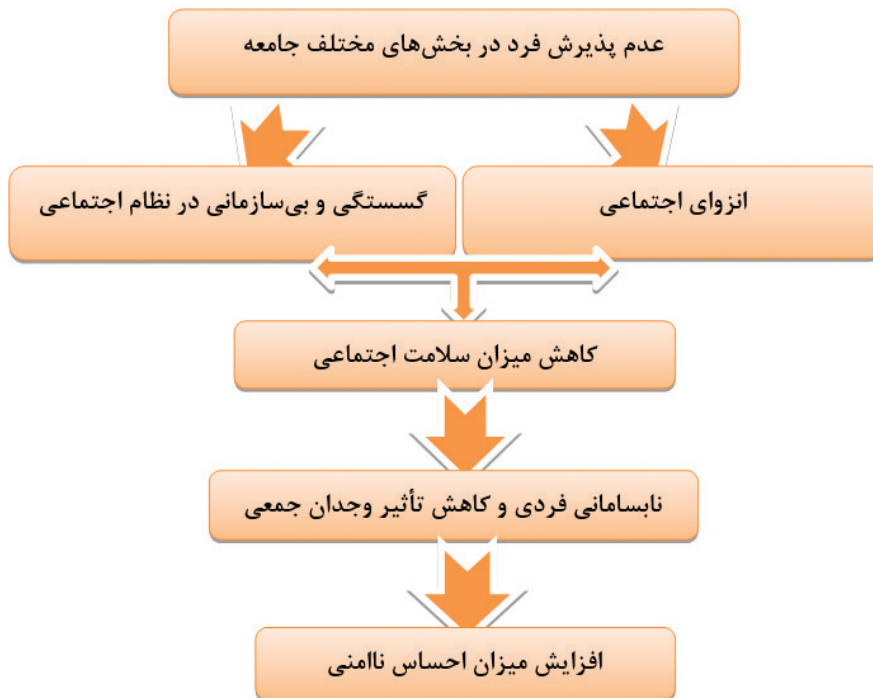 عدم پذیرش فرد در بخش‌های مختلف جامعه
انزوای اجتماعی
گسستگی و بی‌سازمانی در نظام اجتماعی
کاهش میزان سلامت اجتماعی
نابسامانی فردی و کاهش تأثیر وجدان جمعی
افزایش میزان احساس ناامنی